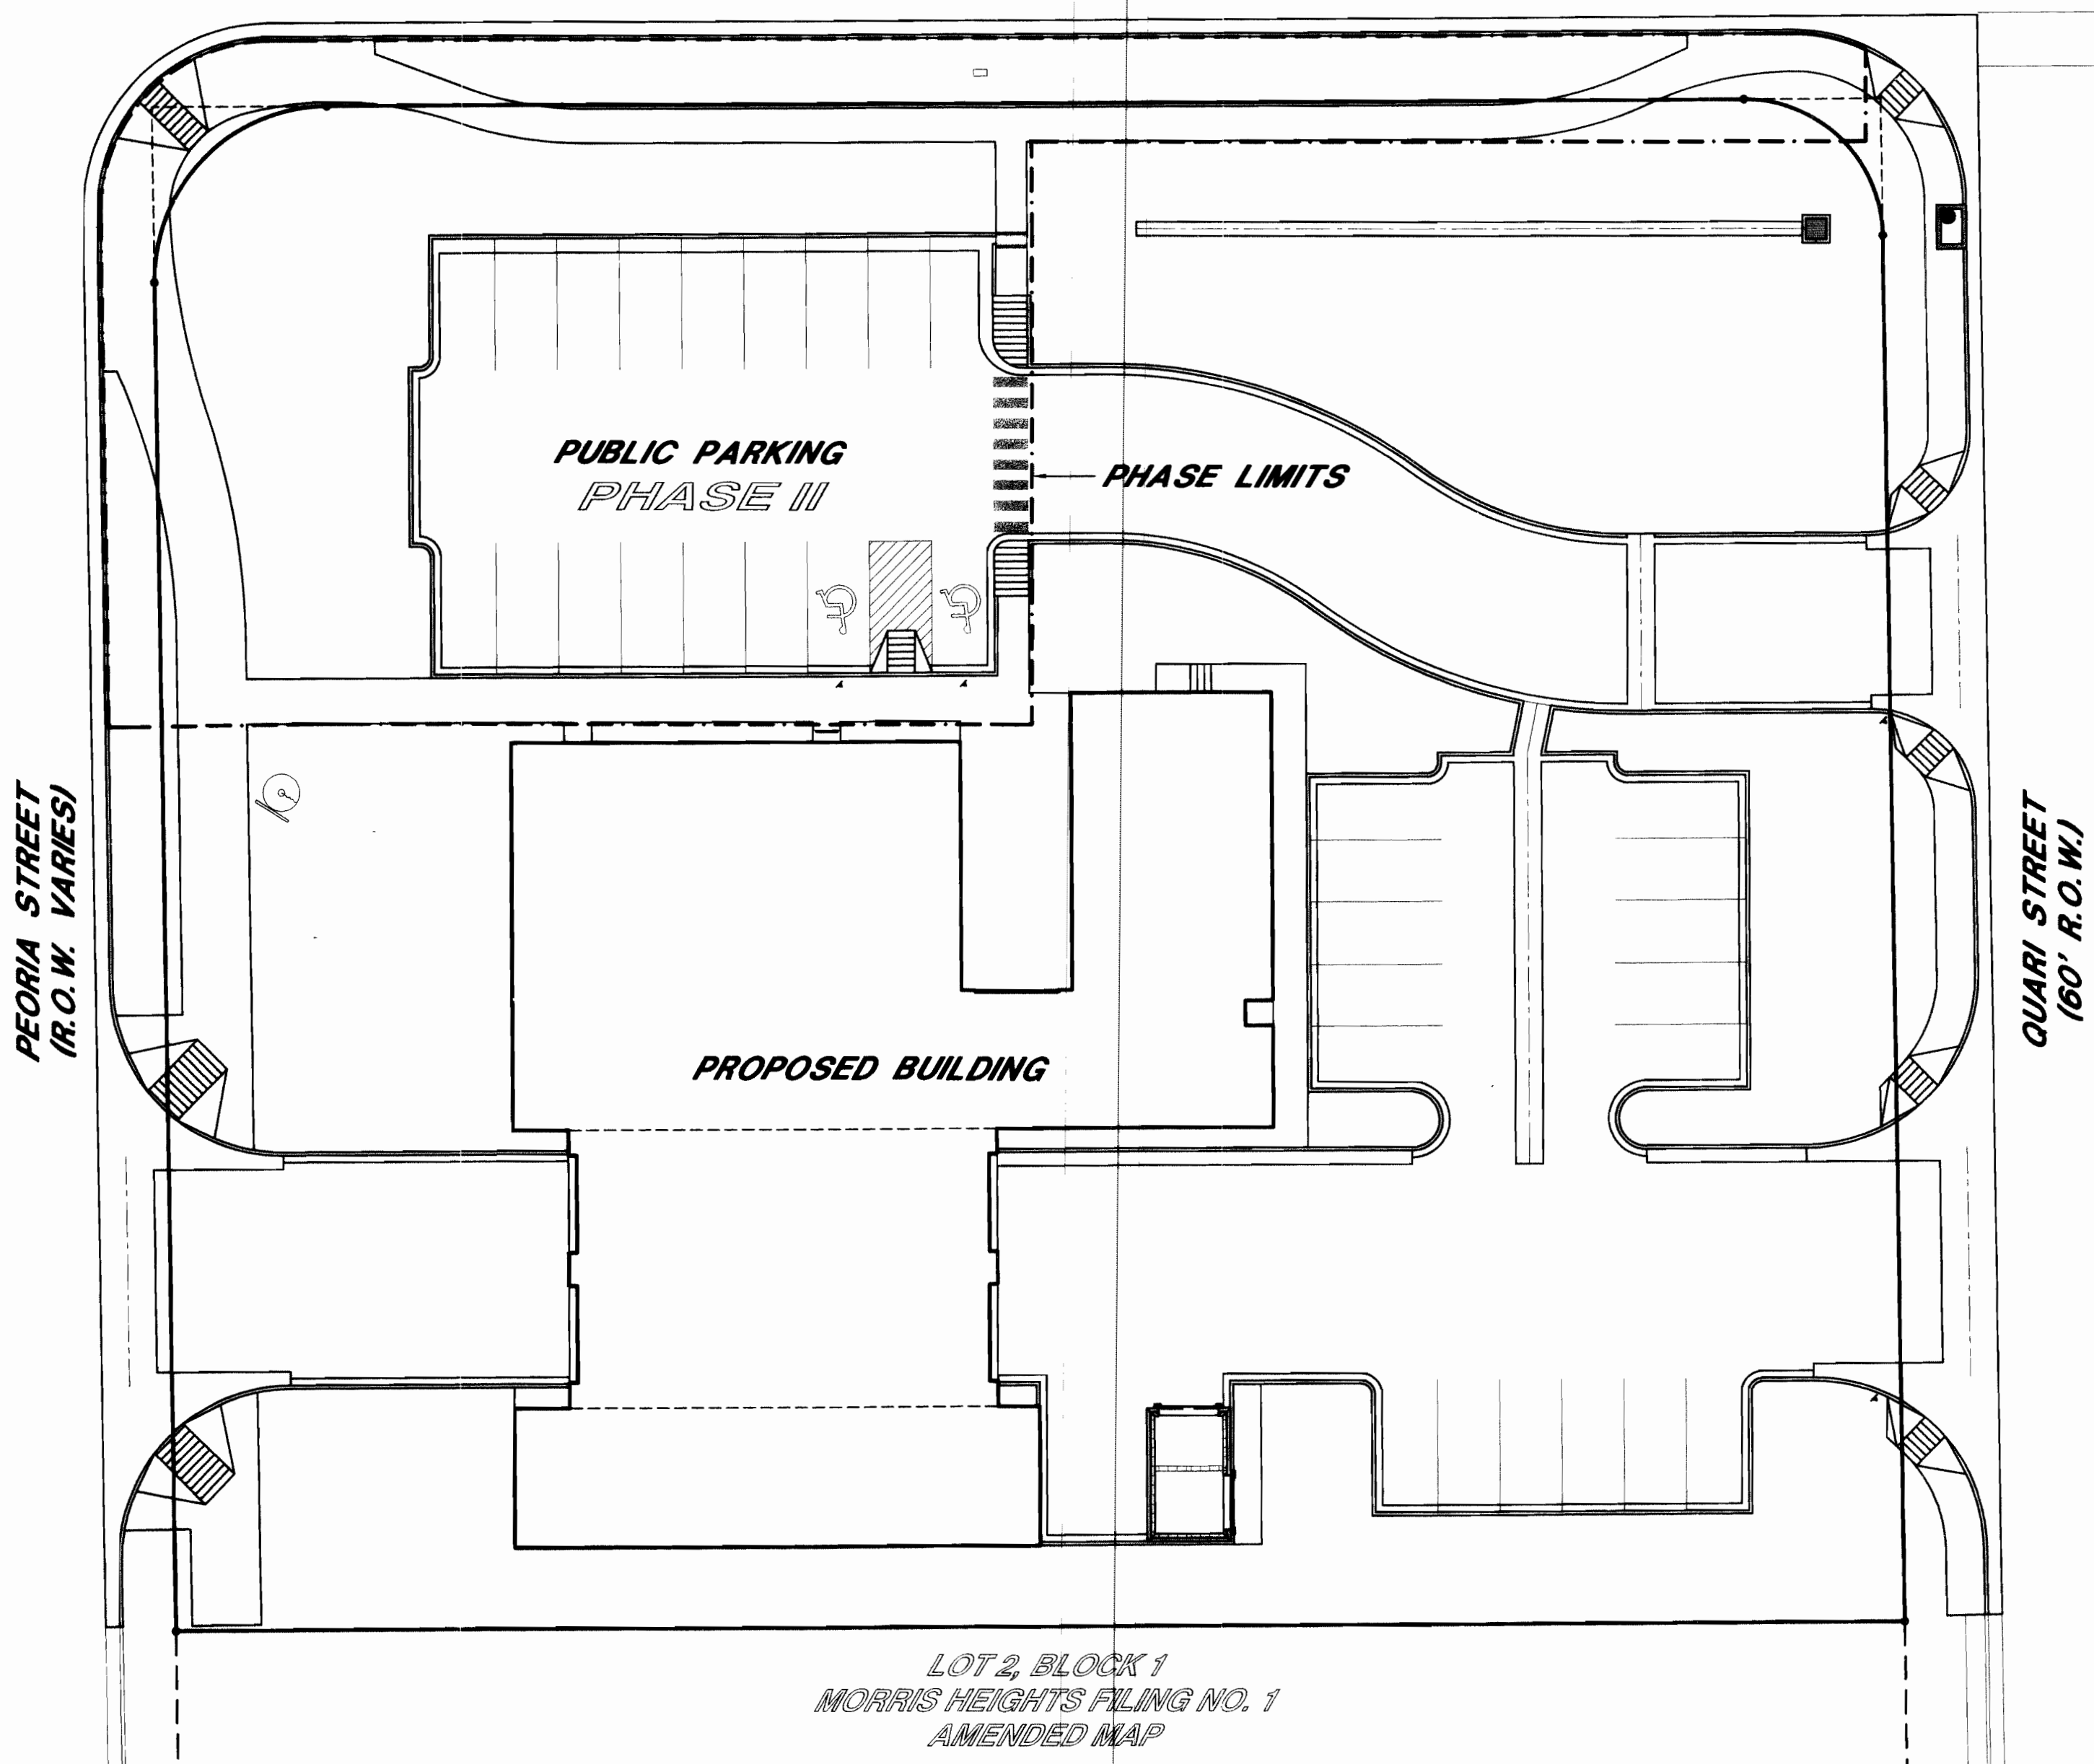 PUBLIC PARKING
PHASE II
PHASE LIMITS
PEORIA STREET
(R.O.W. VARIES)
QUARI STREET
(60' R.O.W.)
PROPOSED BUILDING
LOT 2, BLOCK 1
MORRIS HEIGHTS FILING NO. 1
AMENDED MAP